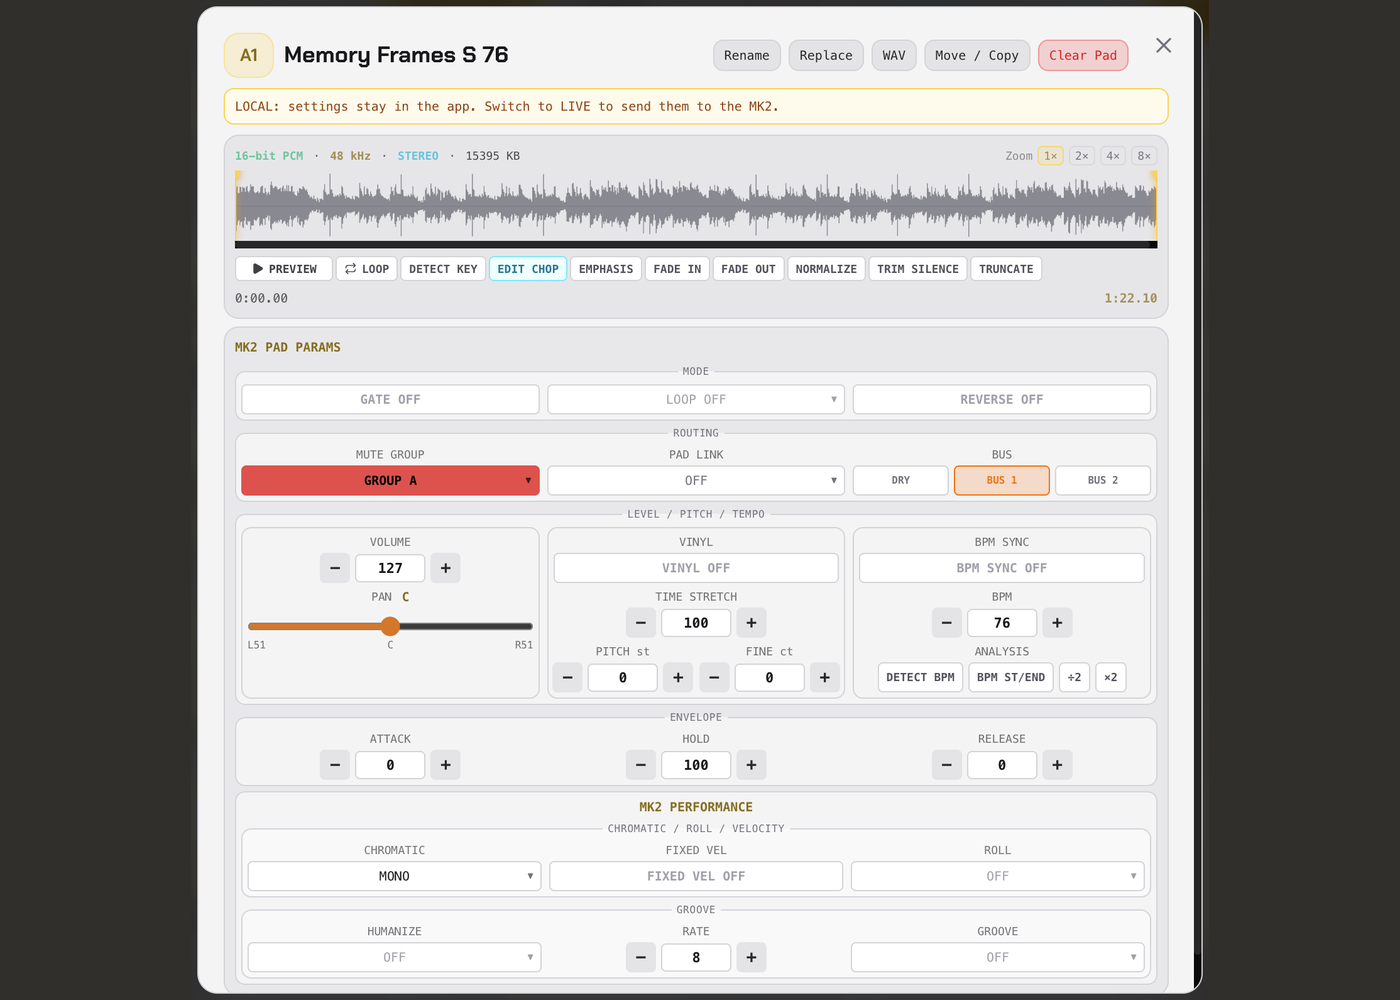 A1 Memory Frames S 76 Rename Replace WAV Move / Copy Clear Pad
LOCAL: settings stay in the app. Switch to LIVE to send them to the MK2.
16-bit PCM · 48 kHz · STEREO · 15395 KB Zoom 1× 2× 4× 8×
PREVIEW LOOP DETECT KEY EDIT CHOP EMPHASIS FADE IN FADE OUT NORMALIZE TRIM SILENCE TRUNCATE
0:00.00 1:22.10
MK2 PAD PARAMS
MODE
GATE OFF LOOP OFF REVERSE OFF
ROUTING
MUTE GROUP PAD LINK BUS
GROUP A OFF DRY BUS 1 BUS 2
LEVEL / PITCH / TEMPO
VOLUME VINYL BPM SYNC
− 127 + VINYL OFF BPM SYNC OFF
PAN C TIME STRETCH BPM
− 100 + − 76 +
L51 C R51 PITCH st FINE ct ANALYSIS
− 0 + − 0 + DETECT BPM BPM ST/END ÷2 ×2
ENVELOPE
ATTACK HOLD RELEASE
− 0 + − 100 + − 0 +
MK2 PERFORMANCE
CHROMATIC / ROLL / VELOCITY
CHROMATIC FIXED VEL ROLL
MONO FIXED VEL OFF OFF
GROOVE
HUMANIZE RATE GROOVE
OFF − 8 + OFF